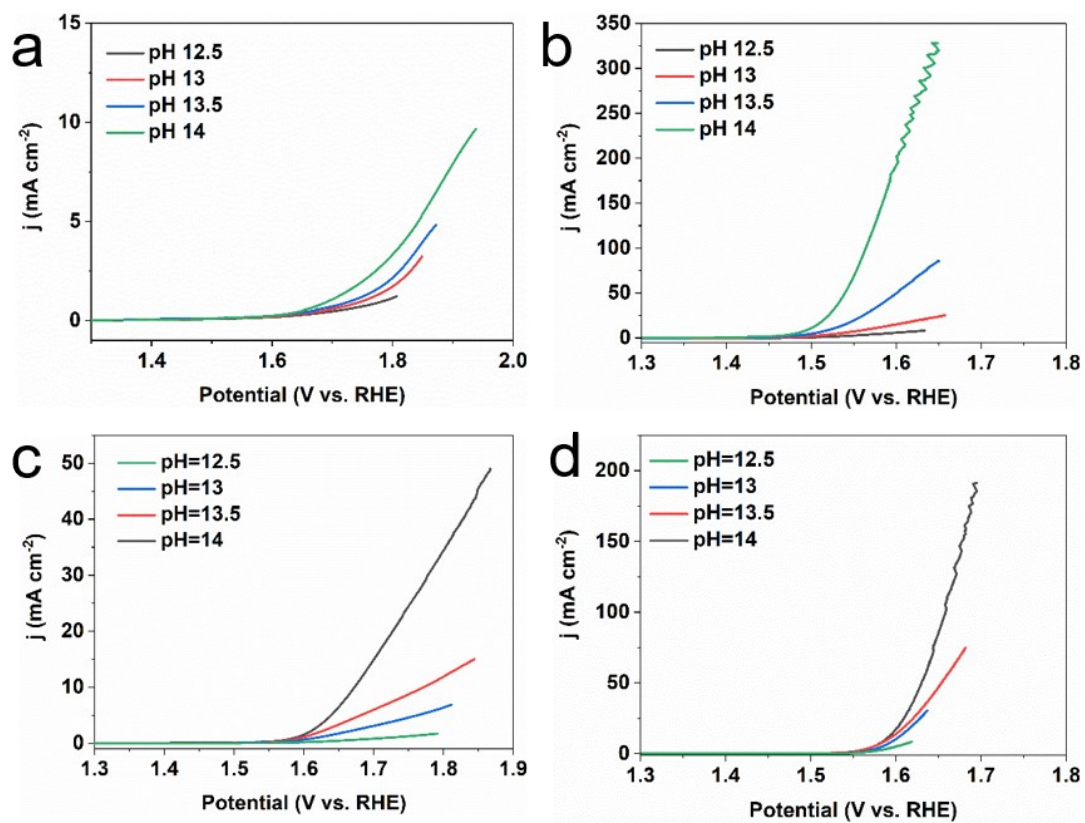 a
pH 12.5
pH 13
pH 13.5
pH 14
15
10
5
0
j (mA cm⁻²)
1.4 1.6 1.8 2.0
Potential (V vs. RHE)
b
pH 12.5
pH 13
pH 13.5
pH 14
350
300
250
200
150
100
50
0
j (mA cm⁻²)
1.3 1.4 1.5 1.6 1.7 1.8
Potential (V vs. RHE)
c
pH=12.5
pH=13
pH=13.5
pH=14
50
40
30
20
10
0
j (mA cm⁻²)
1.3 1.4 1.5 1.6 1.7 1.8 1.9
Potential (V vs. RHE)
d
pH=12.5
pH=13
pH=13.5
pH=14
200
150
100
50
0
j (mA cm⁻²)
1.3 1.4 1.5 1.6 1.7 1.8
Potential (V vs. RHE)